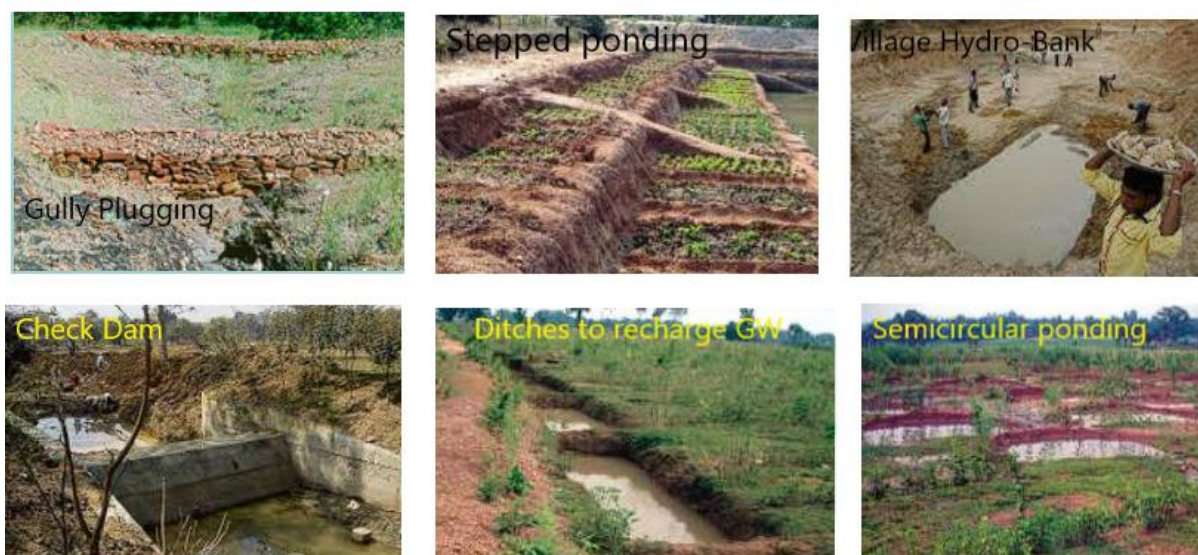 Gully Plugging
Stepped ponding
Village Hydro-Bank
Check Dam
Ditches to recharge GW
Semicircular ponding